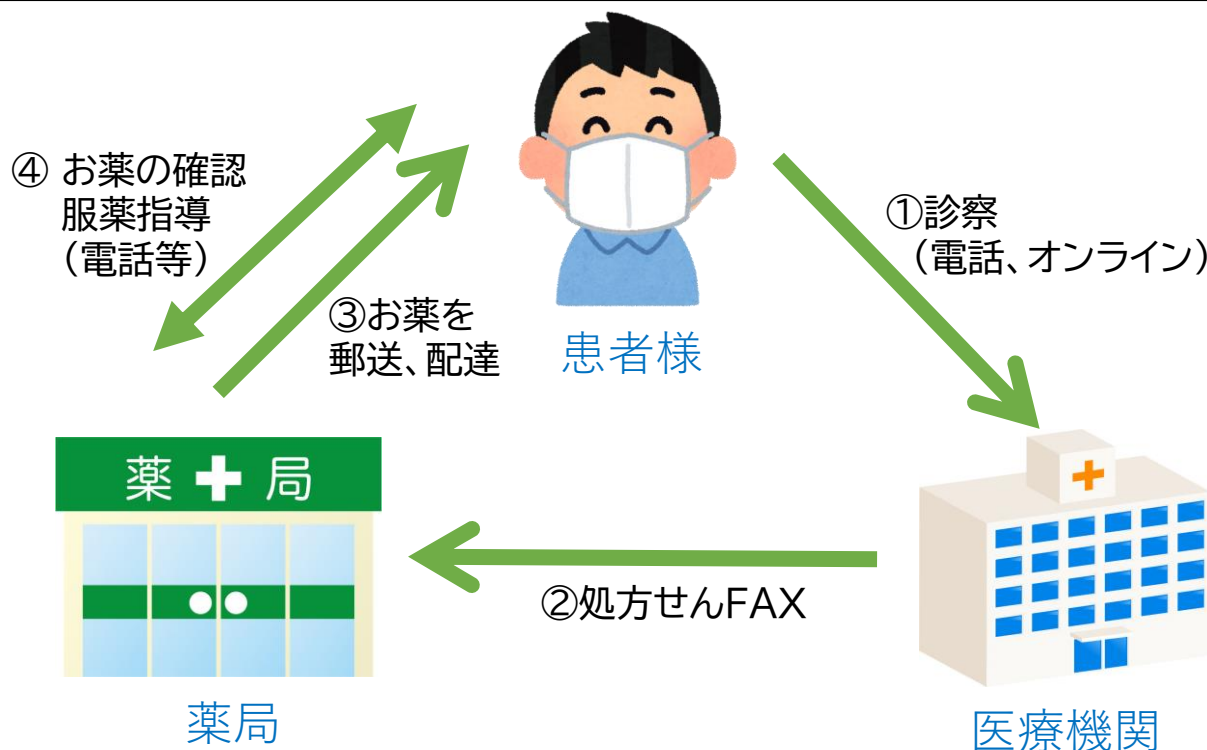 ④ お薬の確認
服薬指導
(電話等)
①診察
(電話、オンライン)
③お薬を
郵送、配達
患者様
薬局
②処方せんFAX
薬局
医療機関